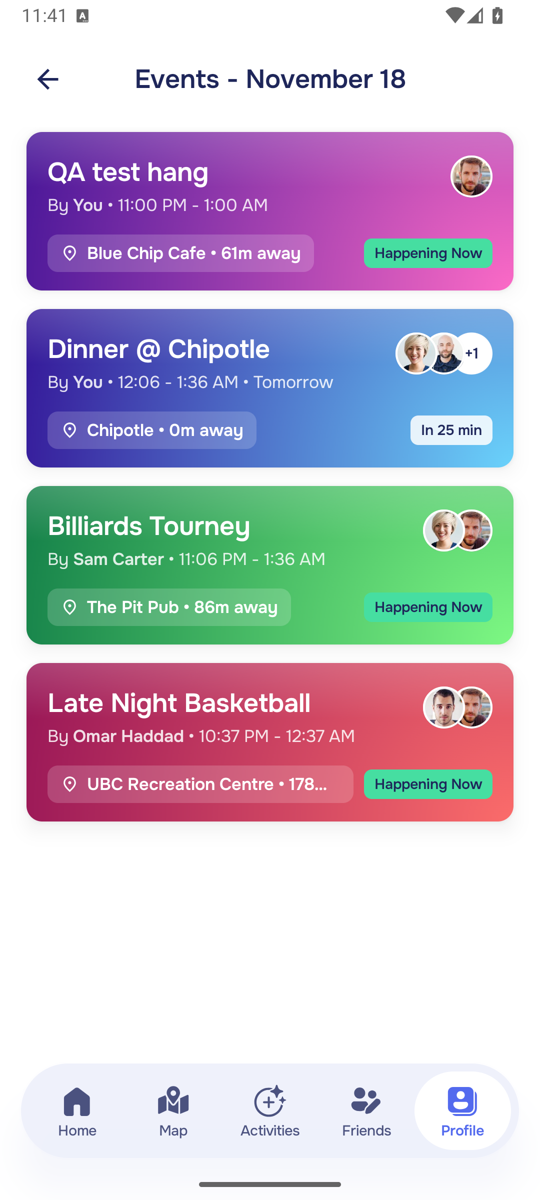 11:41 A
Events - November 18
QA test hang
By You • 11:00 PM - 1:00 AM
Blue Chip Cafe • 61m away
Happening Now
Dinner @ Chipotle
+1
By You • 12:06 - 1:36 AM • Tomorrow
Chipotle • 0m away
In 25 min
Billiards Tourney
By Sam Carter • 11:06 PM - 1:36 AM
The Pit Pub • 86m away
Happening Now
Late Night Basketball
By Omar Haddad • 10:37 PM - 12:37 AM
UBC Recreation Centre • 178...
Happening Now
Home
Map
Activities
Friends
Profile